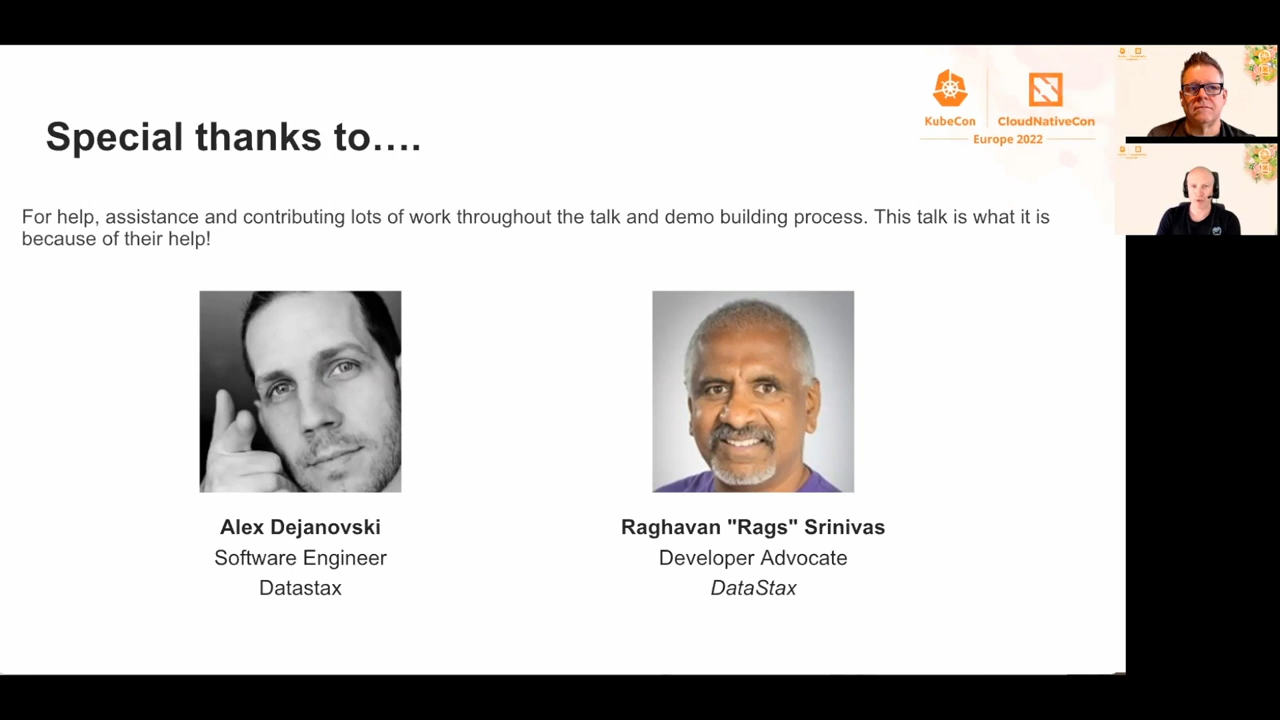 KubeCon
CloudNativeCon
Europe 2022
Special thanks to….
For help, assistance and contributing lots of work throughout the talk and demo building process. This talk is what it is
because of their help!
Alex Dejanovski
Software Engineer
Datastax
Raghavan "Rags" Srinivas
Developer Advocate
DataStax